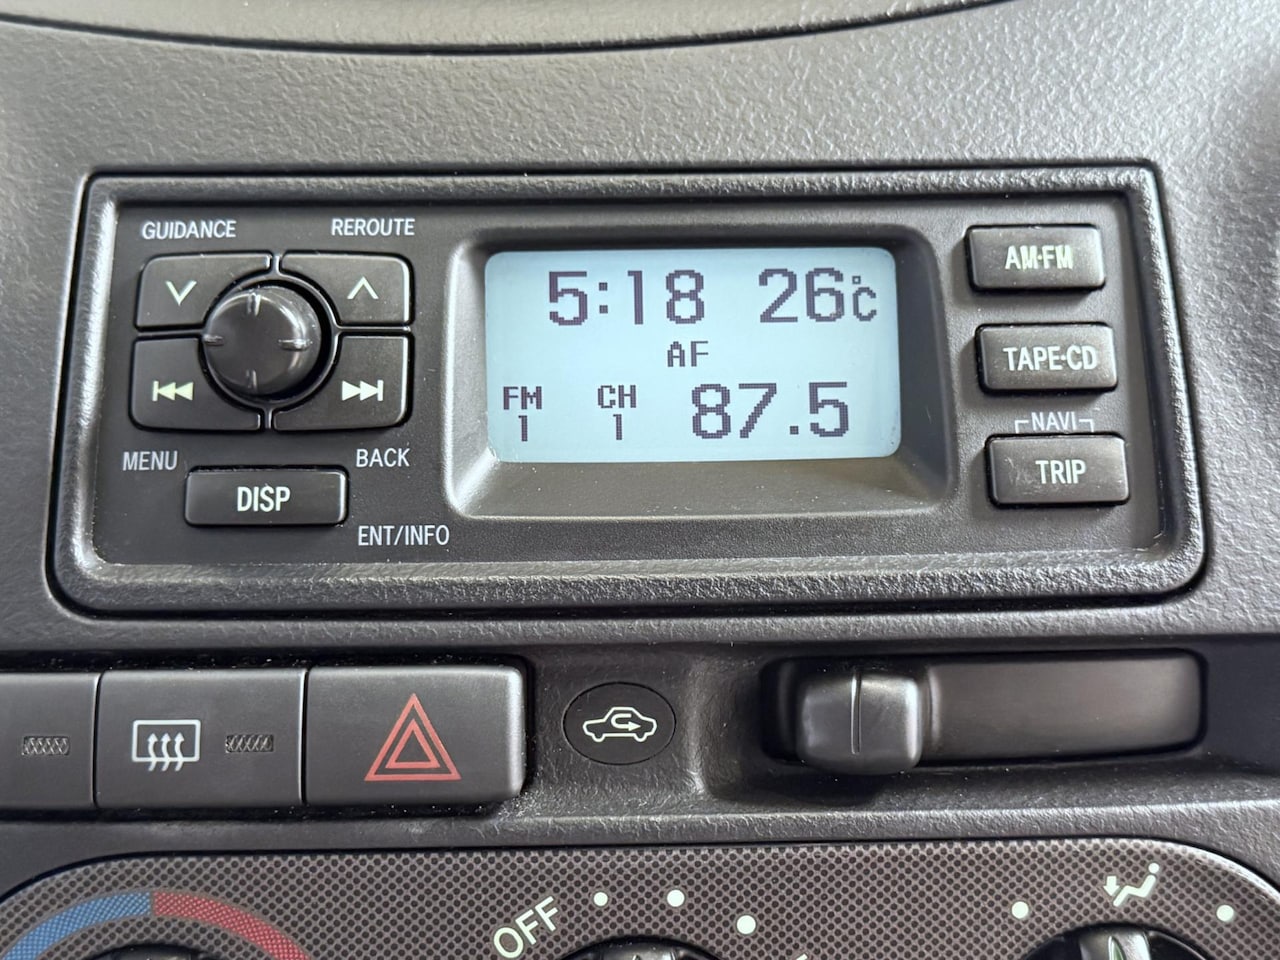 GUIDANCE REROUTE
AM·FM
5:18 26°C
AF
TAPE·CD
FM CH 87.5
1 1
NAVI
MENU BACK
TRIP
DISP
ENT/INFO
OFF